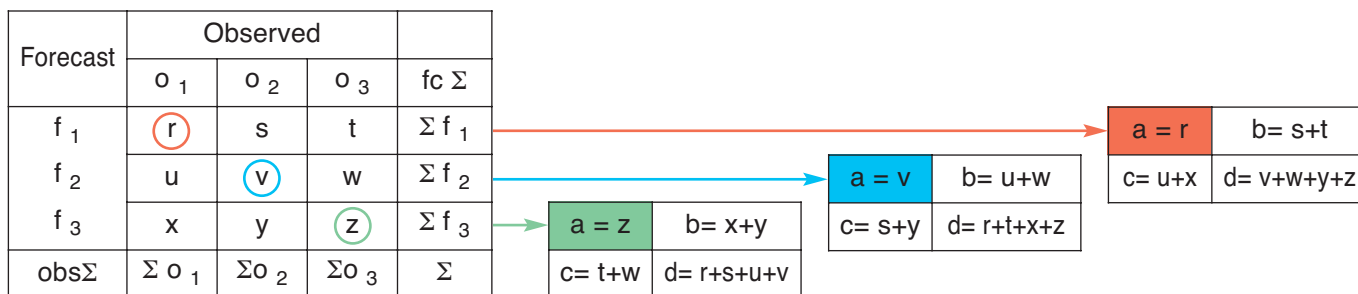 Forecast Observed
o 1 o 2 o 3 fc Σ
f 1 r s t Σ f 1 a = r b= s+t
f 2 u v w Σ f 2 a = v b= u+w c= u+x d= v+w+y+z
f 3 x y z Σ f 3 a = z b= x+y c= s+y d= r+t+x+z
obsΣ Σ o 1 Σo 2 Σo 3 Σ c= t+w d= r+s+u+v